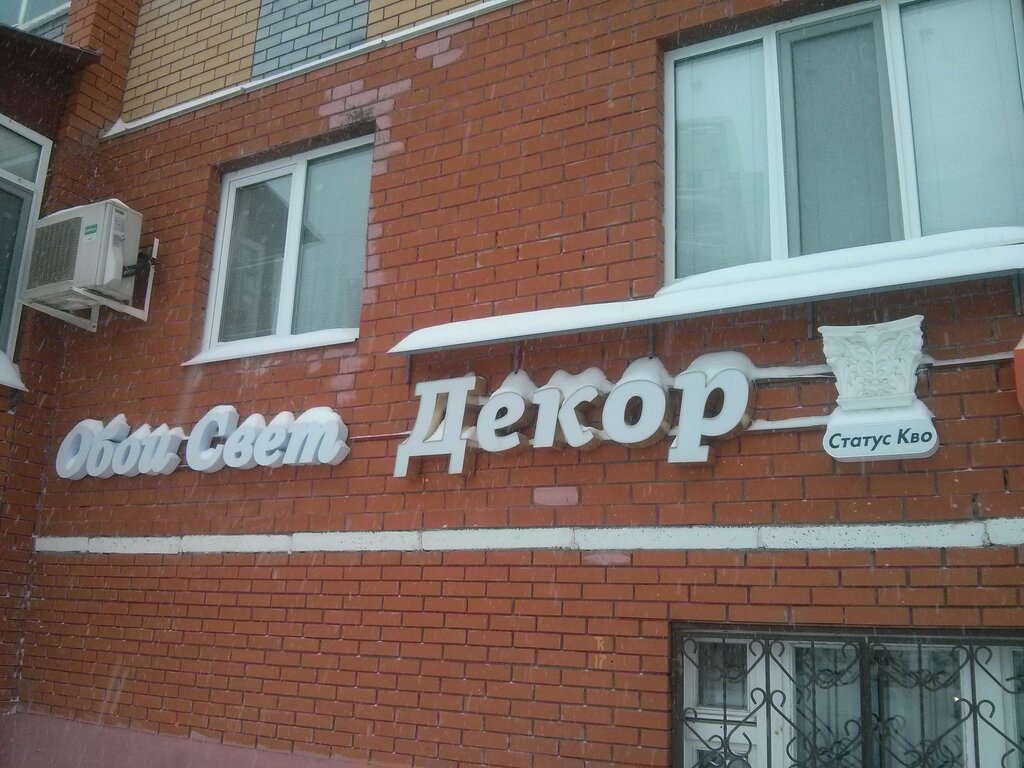 Обои Свет
Декор
Статус Кво